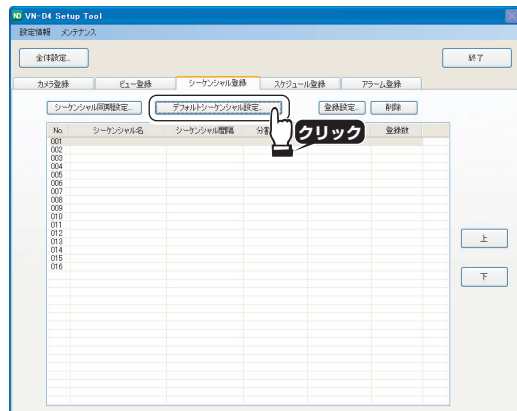 VN-D4 Setup Tool
設定情報 メンテナンス
全体設定...
終了
カメラ登録 ビュー登録 シーケンシャル登録 スケジュール登録 アラーム登録
シーケンシャル同期設定... デフォルトシーケンシャル設定... 登録設定... 削除
No. シーケンシャル名 シーケンシャル間隔 分割 登録数
クリック
001
002
003
004
005
006
007
008
009
010
011
012
013
014
015
016
上
下